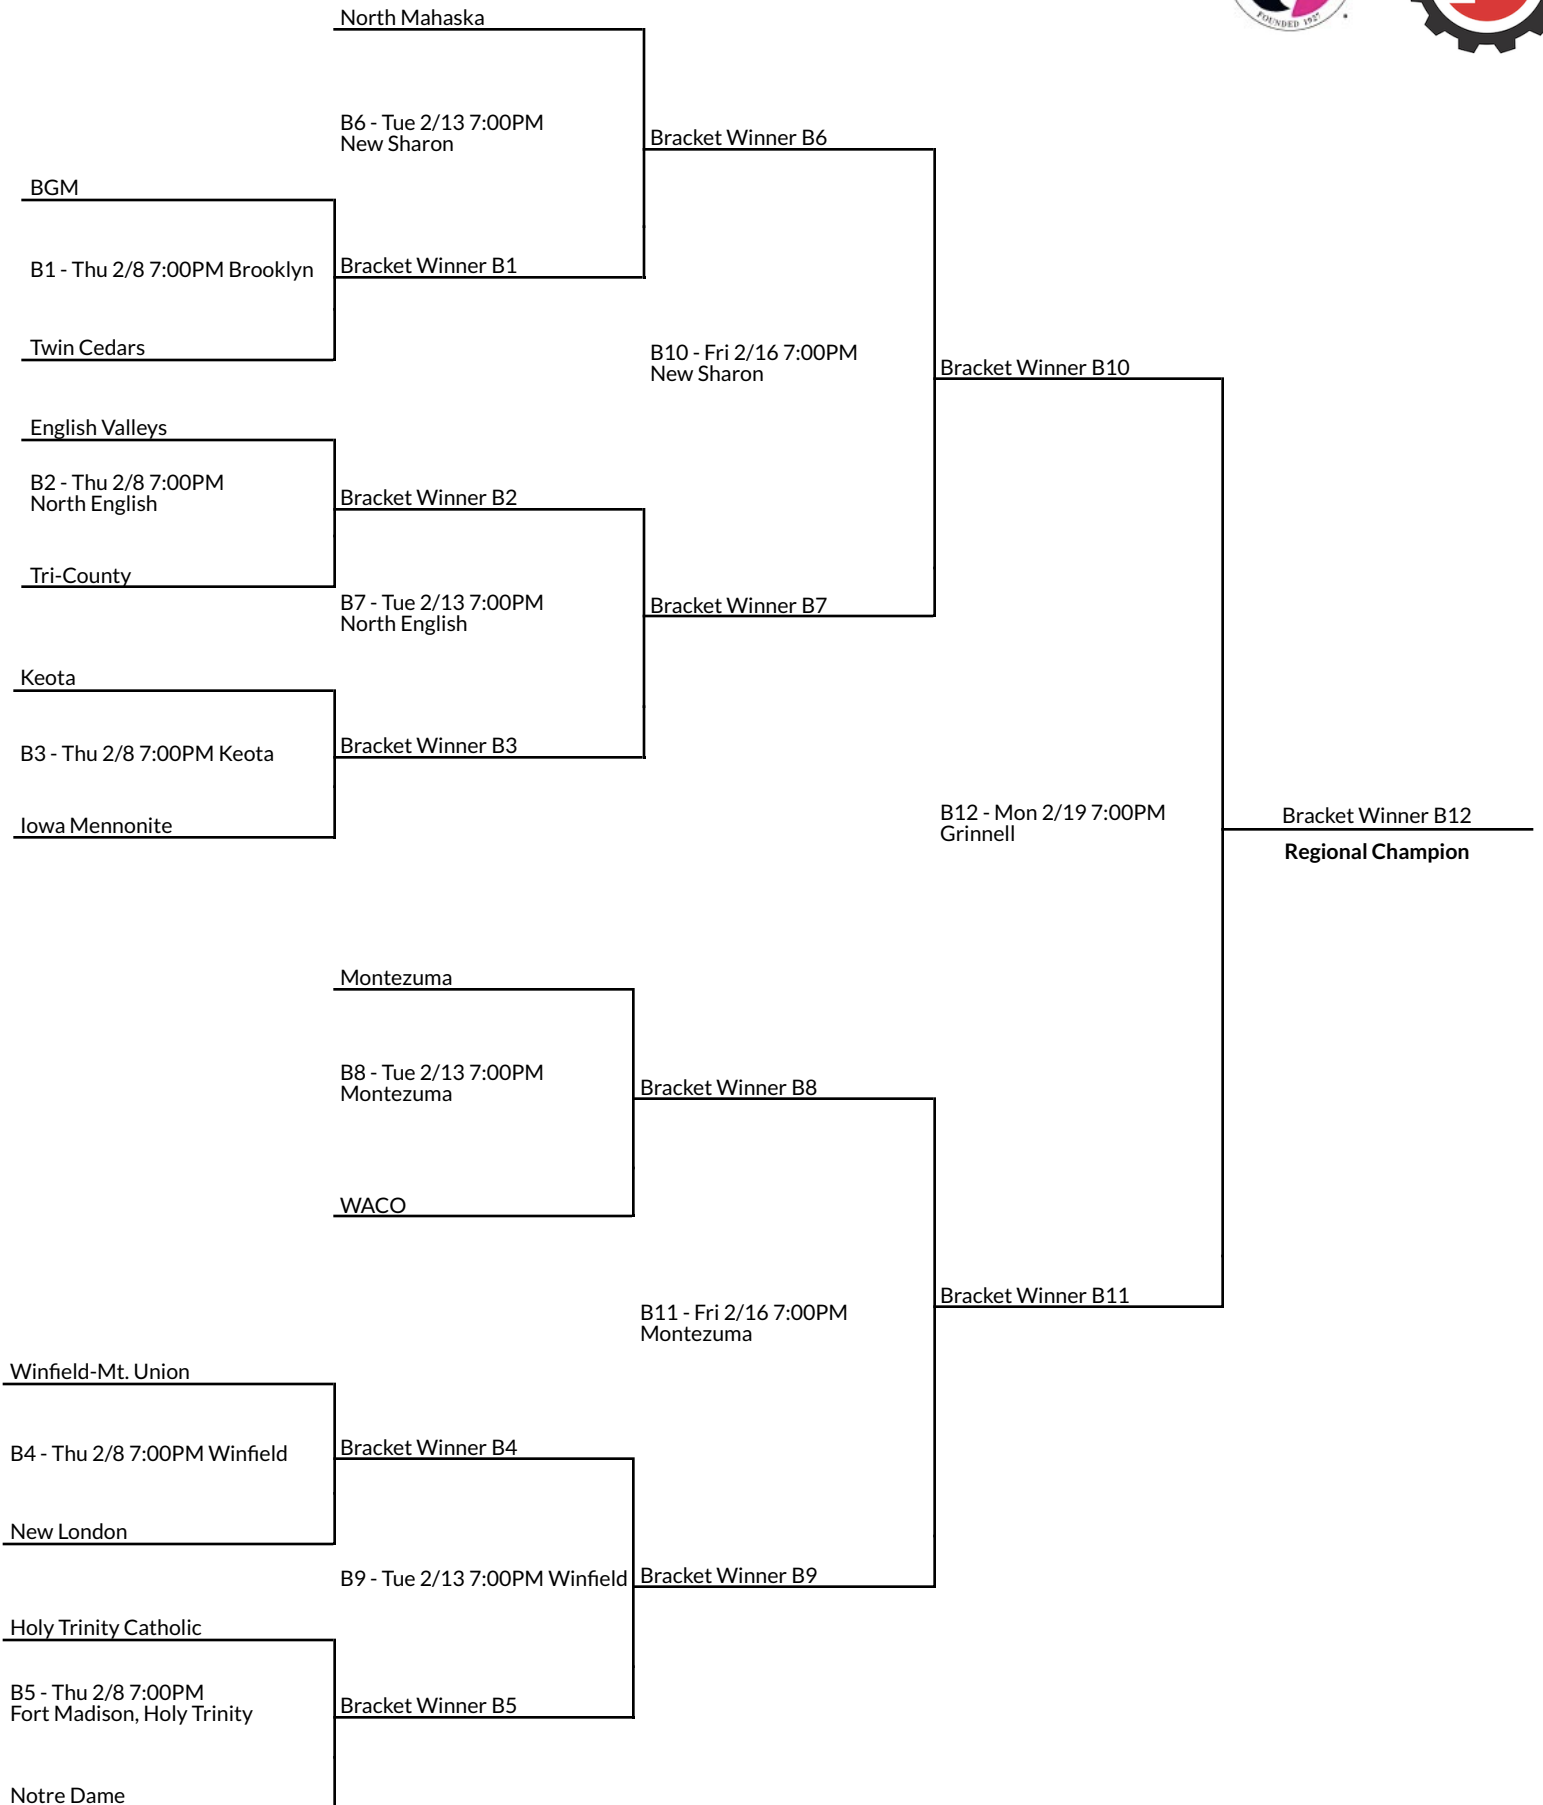 FOUNDED 1927
North Mahaska
B6 - Tue 2/13 7:00PM
New Sharon
Bracket Winner B6
BGM
B1 - Thu 2/8 7:00PM Brooklyn
Bracket Winner B1
Twin Cedars
B10 - Fri 2/16 7:00PM
New Sharon
Bracket Winner B10
English Valleys
B2 - Thu 2/8 7:00PM
North English
Bracket Winner B2
Tri-County
B7 - Tue 2/13 7:00PM
North English
Bracket Winner B7
Keota
B3 - Thu 2/8 7:00PM Keota
Bracket Winner B3
Iowa Mennonite
B12 - Mon 2/19 7:00PM
Grinnell
Bracket Winner B12
Regional Champion
Montezuma
B8 - Tue 2/13 7:00PM
Montezuma
Bracket Winner B8
WACO
B11 - Fri 2/16 7:00PM
Montezuma
Bracket Winner B11
Winfield-Mt. Union
B4 - Thu 2/8 7:00PM Winfield
Bracket Winner B4
New London
B9 - Tue 2/13 7:00PM Winfield
Bracket Winner B9
Holy Trinity Catholic
B5 - Thu 2/8 7:00PM
Fort Madison, Holy Trinity
Bracket Winner B5
Notre Dame